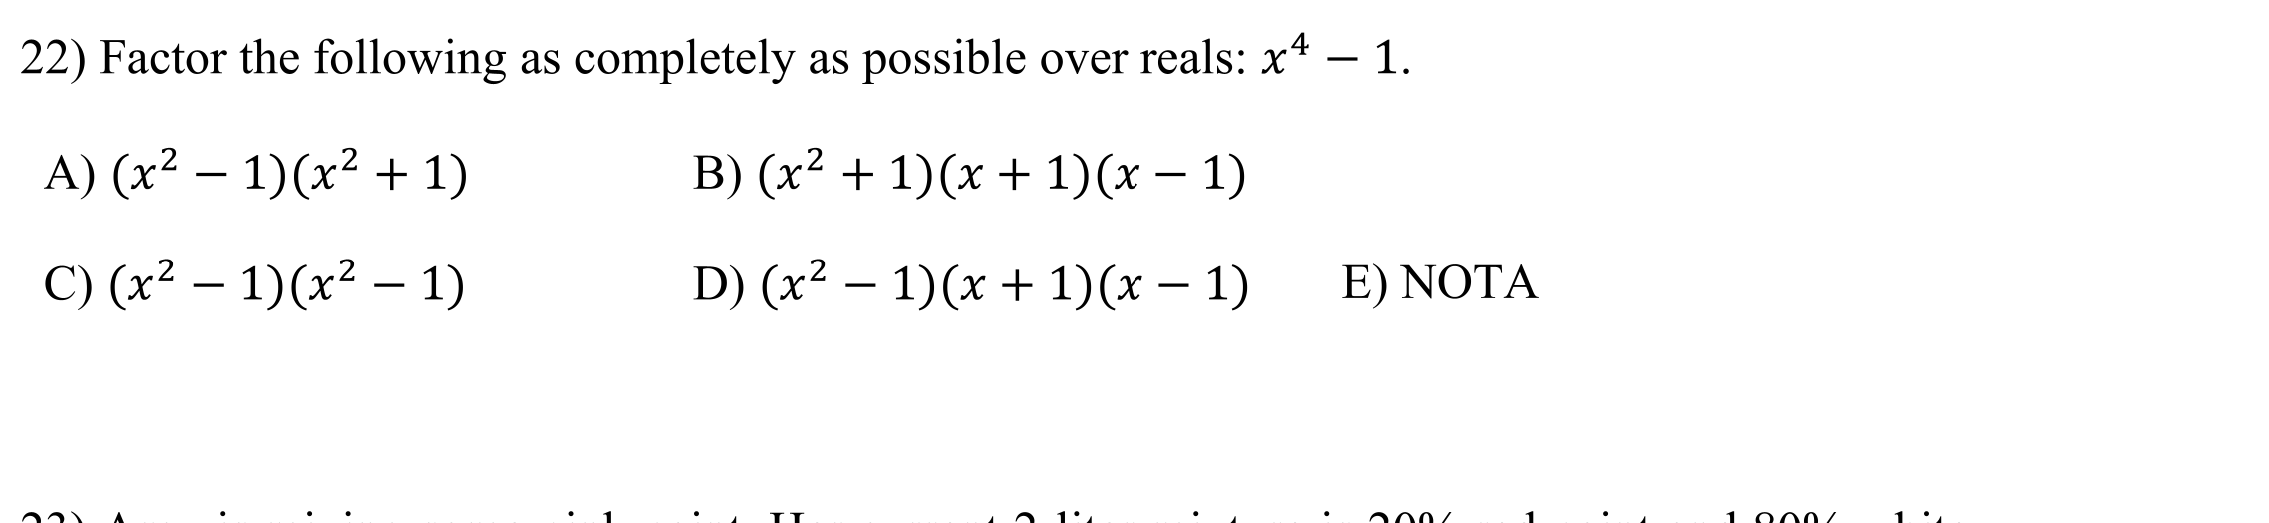 22) Factor the following as completely as possible over reals: 𝑥⁴ − 1.
A) (𝑥² − 1)(𝑥² + 1) B) (𝑥² + 1)(𝑥 + 1)(𝑥 − 1)
C) (𝑥² − 1)(𝑥² − 1) D) (𝑥² − 1)(𝑥 + 1)(𝑥 − 1) E) NOTA